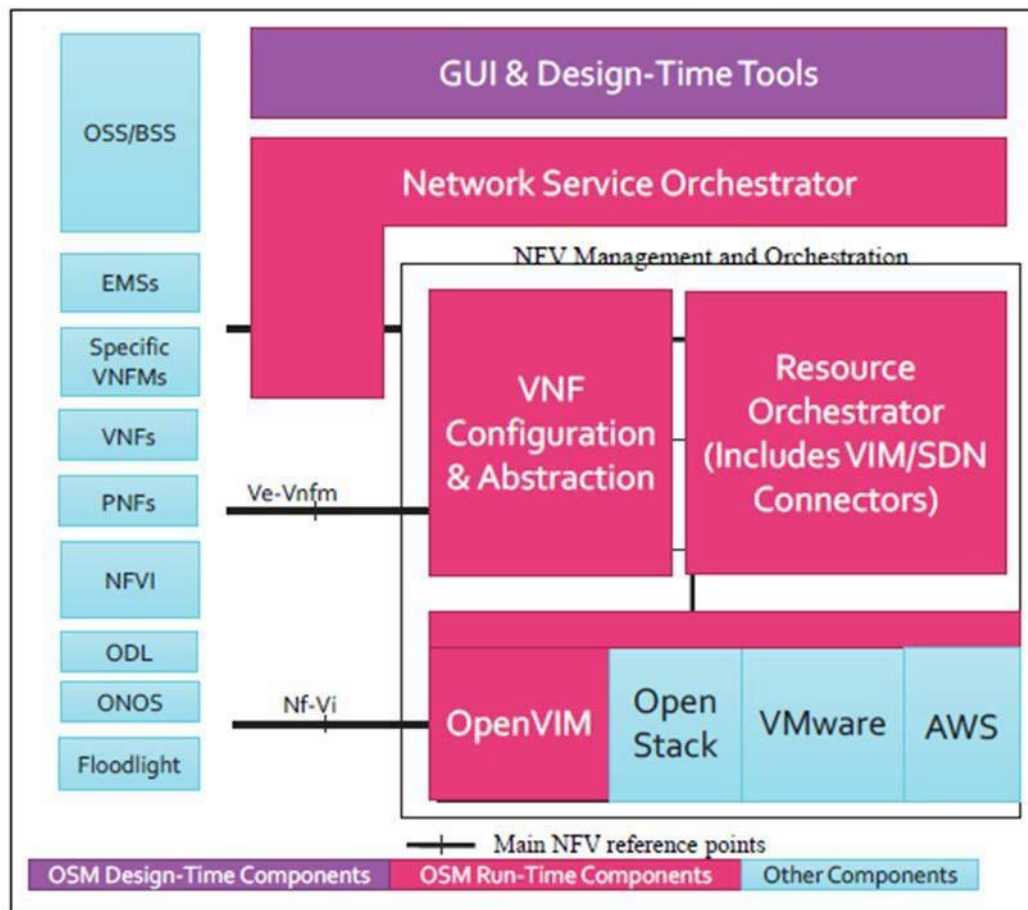 GUI & Design-Time Tools
OSS/BSS
Network Service Orchestrator
NFV Management and Orchestration
EMSs
Specific
VNFMs
VNFs
PNFs
NFVI
ODL
ONOS
Floodlight
Ve-Vnfm
Nf-Vi
VNF
Configuration
& Abstraction
Resource
Orchestrator
(Includes VIM/SDN
Connectors)
OpenVIM
Open
Stack
VMware
AWS
Main NFV reference points
OSM Design-Time Components
OSM Run-Time Components
Other Components